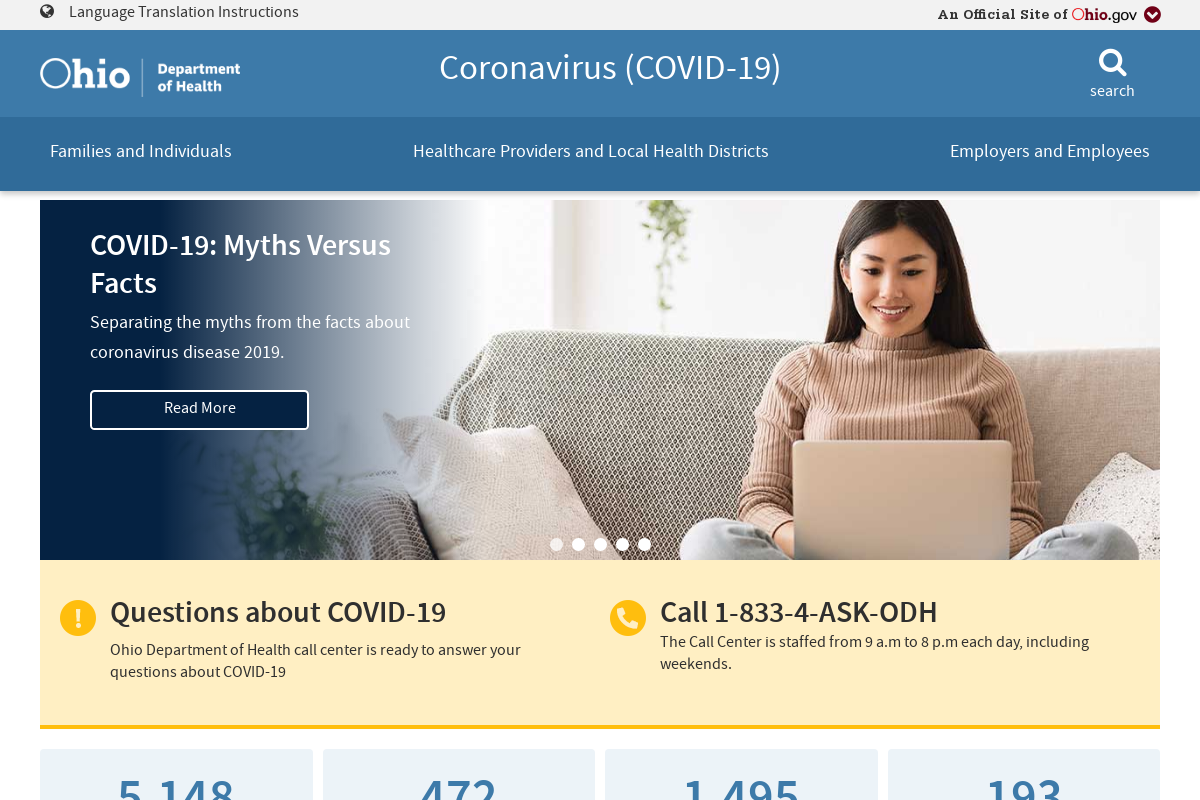 Language Translation Instructions
An Official Site of Ohio.gov
Ohio Department of Health
Coronavirus (COVID-19)
search
Families and Individuals
Healthcare Providers and Local Health Districts
Employers and Employees
COVID-19: Myths Versus
Facts
Separating the myths from the facts about
coronavirus disease 2019.
Read More
Questions about COVID-19
Ohio Department of Health call center is ready to answer your
questions about COVID-19
Call 1-833-4-ASK-ODH
The Call Center is staffed from 9 a.m to 8 p.m each day, including
weekends.
5,148
472
1,495
193